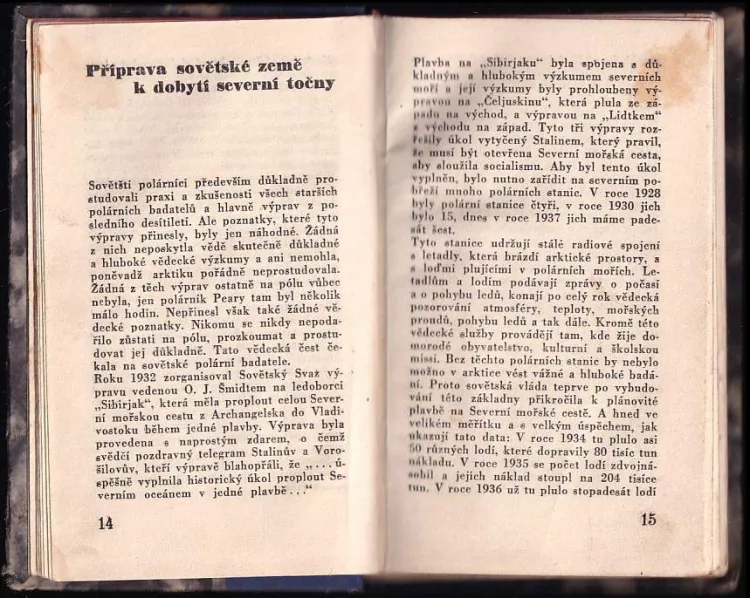 Příprava sovětské země
k dobytí severní točny
Sovětští polárníci především důkladně pro-
studovali praxi a zkušenosti všech starších
polárních badatelů a hlavně výprav z po-
sledního desítiletí. Ale poznatky, které tyto
výpravy přinesly, byly jen náhodné. Žádná
z nich neposkytla vědě skutečně důkladné
a hluboké vědecké výzkumy a ani nemohla,
poněvadž arktiku pořádně neprostudovala.
Žádná z těch výprav ostatně na pólu vůbec
nebyla, jen polárník Peary tam byl několik
málo hodin. Nepřinesl však také žádné vě-
decké poznatky. Nikomu se nikdy nepoda-
řilo zůstati na pólu, prozkoumat a prostu-
dovat jej důkladně. Tato vědecká čest če-
kala na sovětské polární badatele.
Roku 1932 zorganisoval Sovětský Svaz vý-
pravu vedenou O. J. Šmidtem na ledoborci
„Sibirjak“, která měla proplout celou Sever-
ní mořskou cestu z Archangelska do Vladi-
vostoku během jedné plavby. Výprava byla
provedena s naprostým zdarem, o čemž
svědčí pozdravný telegram Stalinův a Voro-
šilovův, kteří výpravě blahopřáli, že „...ú-
spěšně vyplnila historický úkol proplout Se-
verním oceánem v jedné plavbě...“
14
Plavba na „Sibirjaku“ byla spojena s dů-
kladným a hlubokým výzkumem severních
moří a její výzkumy byly prohloubeny vý-
pravou na „Čeljuskinu“, která plula ze zá-
padu na východ, a výpravou na „Lidtkem“
s východu na západ. Tyto tři výpravy roz-
řešily úkol vytyčený Stalinem, který pravil,
že musí být otevřena Severní mořská cesta,
aby sloužila socialismu. Aby byl tento úkol
vyplněn, bylo nutno zařídit na severním po-
břeží mnoho polárních stanic. V roce 1928
byly polární stanice čtyři, v roce 1930 jich
bylo 15, dnes v roce 1937 jich máme pade-
sát šest.
Tyto stanice udržují stálé radiové spojení
s letadly, která brázdí arktické prostory, a
s loďmi plujícími v polárních mořích. Le-
tadlům a lodím podávají zprávy o počasí
a o pohybu ledů, konají po celý rok vědecká
pozorování atmosféry, teploty, mořských
proudů, pohybu ledů a tak dále. Kromě této
vědecké služby provádějí tam, kde žije do-
morodé obyvatelstvo, kulturní a školskou
missí. Bez těchto polárních stanic by nebylo
možno v arktice vést vážné a hluboké badá-
ní. Proto sovětská vláda teprve po vybudo-
vání této základny přikročila k plánovité
plavbě na Severní mořské cestě. A hned ve
velikém měřítku a s velkým úspěchem, jak
ukazují tato data: V roce 1934 tu plulo asi
50 různých lodí, které dopravily 80 tisíc tun
nákladu. V roce 1935 se počet lodí zdvojná-
sobil a jejich náklad stoupl na 204 tisíce
tun. V roce 1936 už tu plulo stopadesát lodí
15